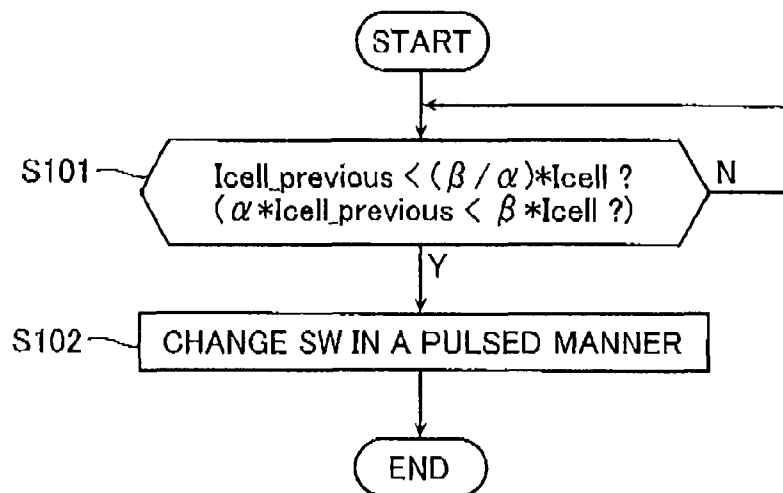 START
S101
Icell_previous < (β / α)*Icell ?
(α*Icell_previous < β*Icell ?)
N
Y
S102
CHANGE SW IN A PULSED MANNER
END